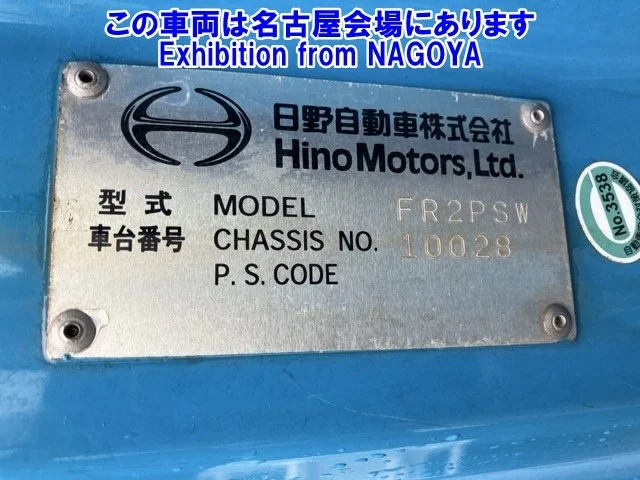 この車両は名古屋会場にあります
Exhibition from NAGOYA
日野自動車株式会社
Hino Motors, Ltd.
型式 MODEL FR2PSW
車台番号 CHASSIS NO. 10028
P. S. CODE
No.3538